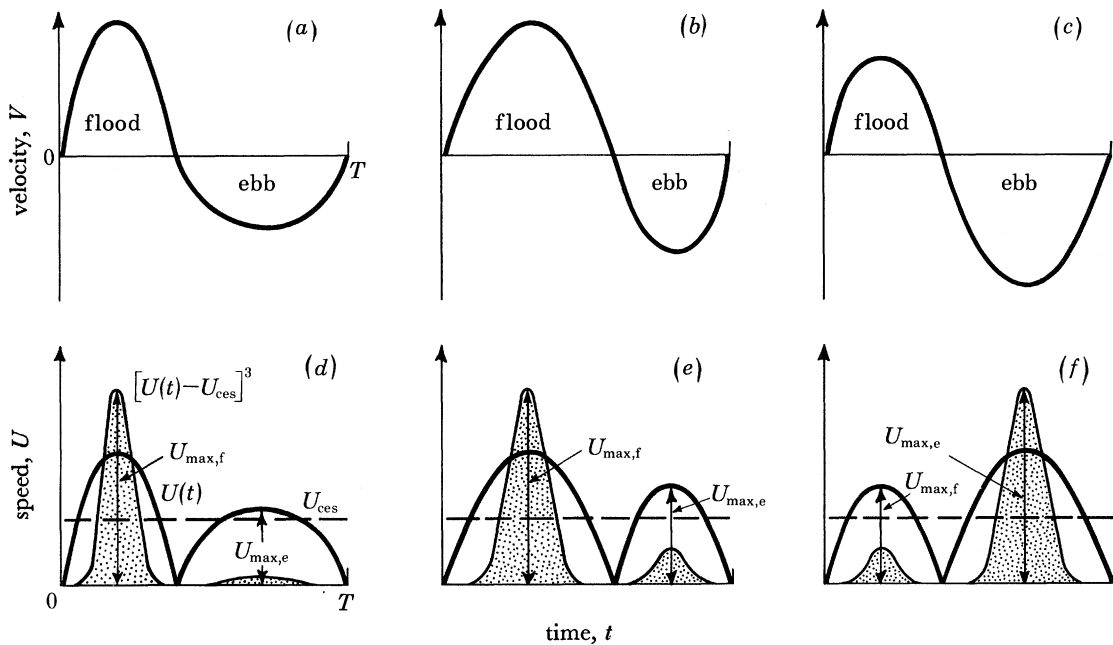 (a)
(b)
(c)
velocity, V
flood
ebb
0
T
flood
ebb
flood
ebb
(d)
(e)
(f)
speed, U
[U(t)−U_ces]³
U_max,f
U(t)
U_ces
U_max,e
0
T
U_max,f
U_max,e
U_max,e
U_max,f
time, t